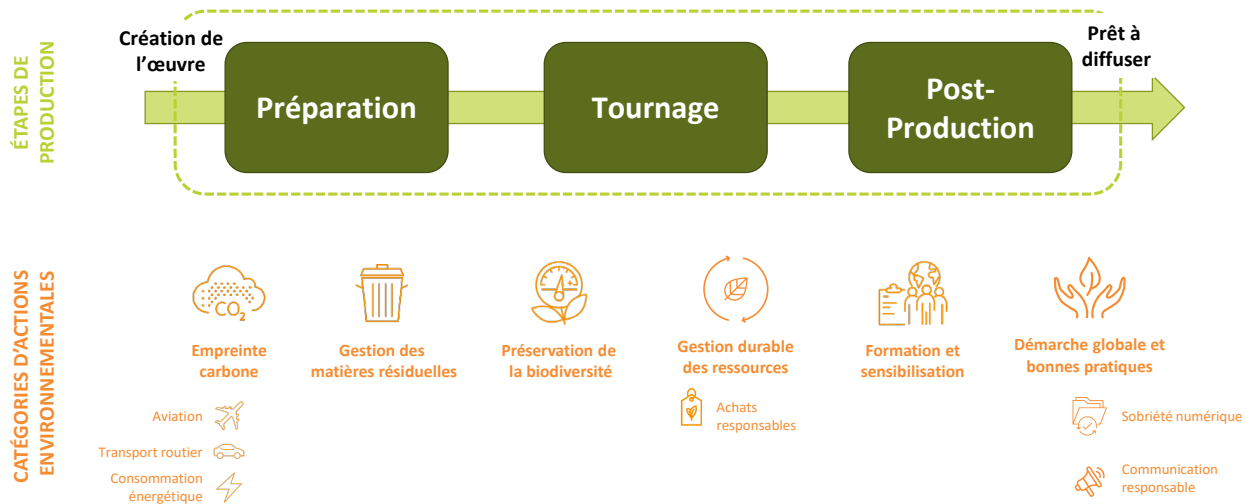 ÉTAPES DE
PRODUCTION
Création de
l'œuvre
Préparation
Tournage
Post-
Production
Prêt à
diffuser
CATÉGORIES D'ACTIONS
ENVIRONNEMENTALES
CO2
Empreinte
carbone
Aviation
Transport routier
Consommation
énergétique
Gestion des
matières résiduelles
Préservation de
la biodiversité
Gestion durable
des ressources
Achats
responsables
Formation et
sensibilisation
Démarche globale et
bonnes pratiques
Sobriété numérique
Communication
responsable